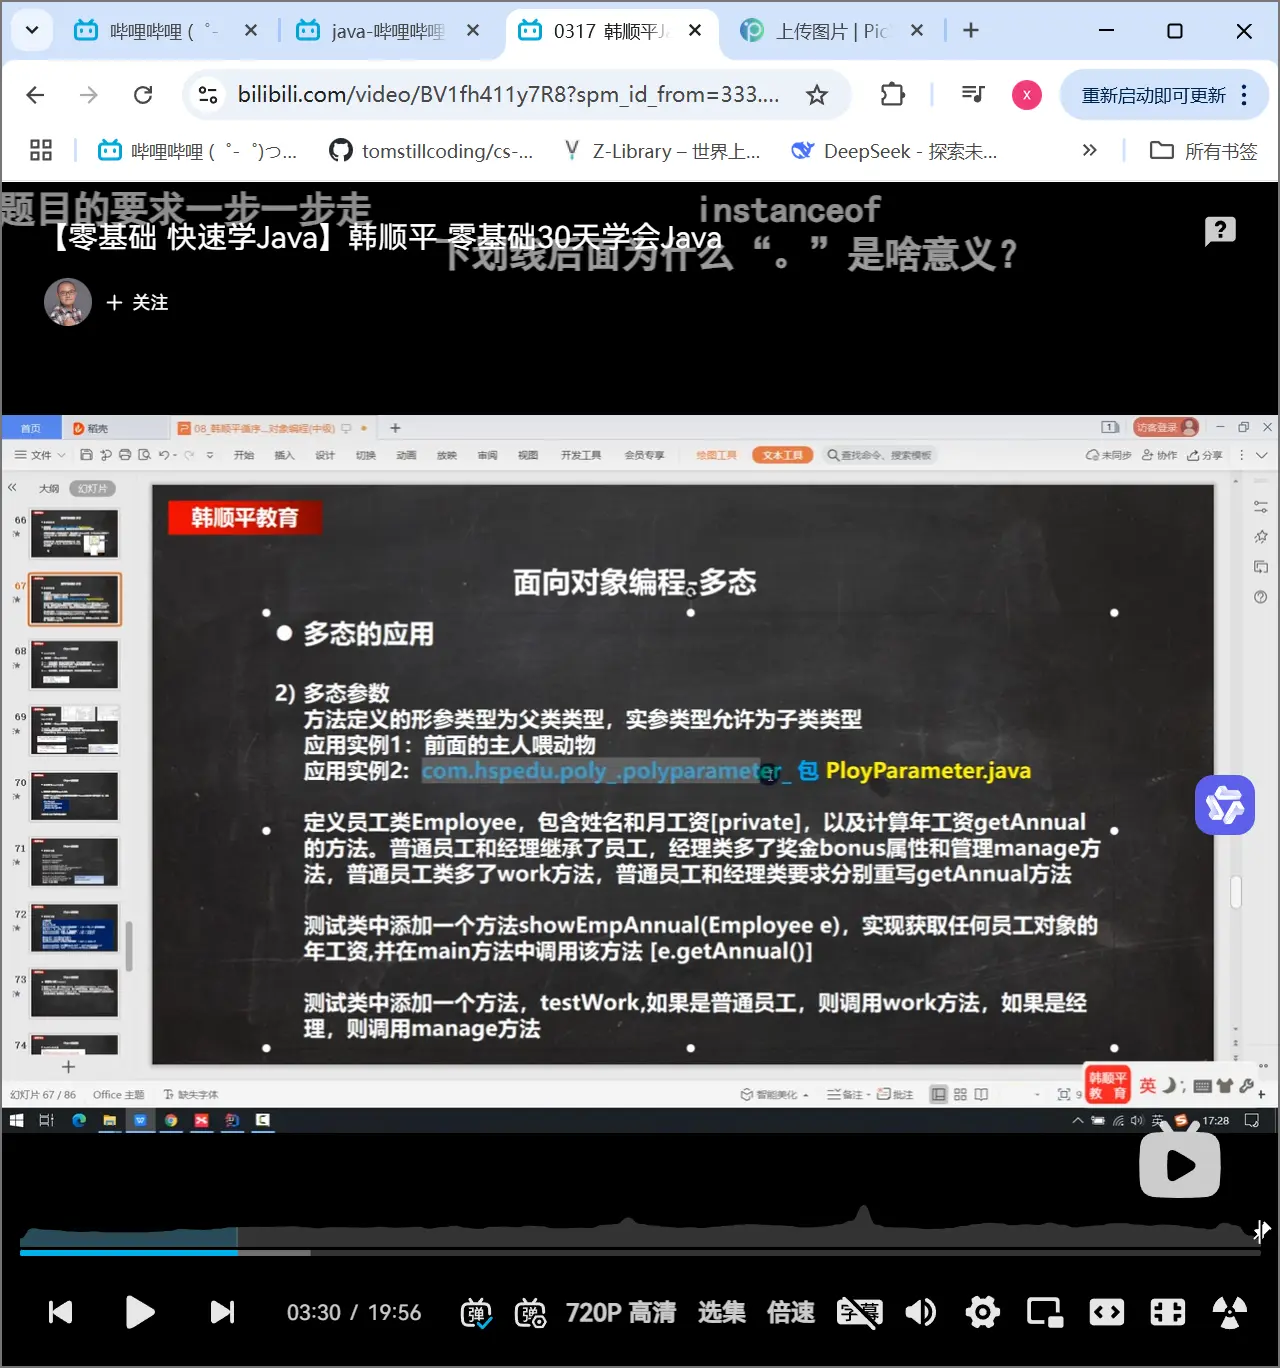 哔哩哔哩 ( ゜-
java-哔哩哔哩
0317 韩顺平J
上传图片 | Pic
bilibili.com/video/BV1fh411y7R8?spm_id_from=333....
X
重新启动即可更新
哔哩哔哩 (゜-゜)つ...
tomstillcoding/cs-...
Z-Library – 世界上...
DeepSeek - 探索未...
所有书签
题目的要求一步一步走
instanceof
【零基础 快速学Java】韩顺平 零基础30天学会Java
下划线后面为什么“。”是啥意义？
+ 关注
首页
稻壳
08_韩顺平循序...对象编程(中级)
访客登录
文件
开始
插入
设计
切换
动画
放映
审阅
视图
开发工具
会员专享
绘图工具
文本工具
查找命令、搜索模板
未同步
协作
分享
大纲
幻灯片
66
67
68
69
70
71
72
73
74
韩顺平教育
面向对象编程-多态
● 多态的应用
2) 多态参数
方法定义的形参类型为父类类型，实参类型允许为子类类型
应用实例1：前面的主人喂动物
应用实例2：com.hspedu.poly_.polyparameter_ 包 PloyParameter.java
定义员工类Employee，包含姓名和月工资[private]，以及计算年工资getAnnual
的方法。普通员工和经理继承了员工，经理类多了奖金bonus属性和管理manage方
法，普通员工类多了work方法，普通员工和经理类要求分别重写getAnnual方法
测试类中添加一个方法showEmpAnnual(Employee e)，实现获取任何员工对象的
年工资,并在main方法中调用该方法 [e.getAnnual()]
测试类中添加一个方法，testWork,如果是普通员工，则调用work方法，如果是经
理，则调用manage方法
幻灯片 67 / 86
Office 主题
缺失字体
智能美化
备注
批注
韩顺平
教 育
英
英
17:28
03:30 / 19:56
弹
弹
720P 高清
选集
倍速
字幕